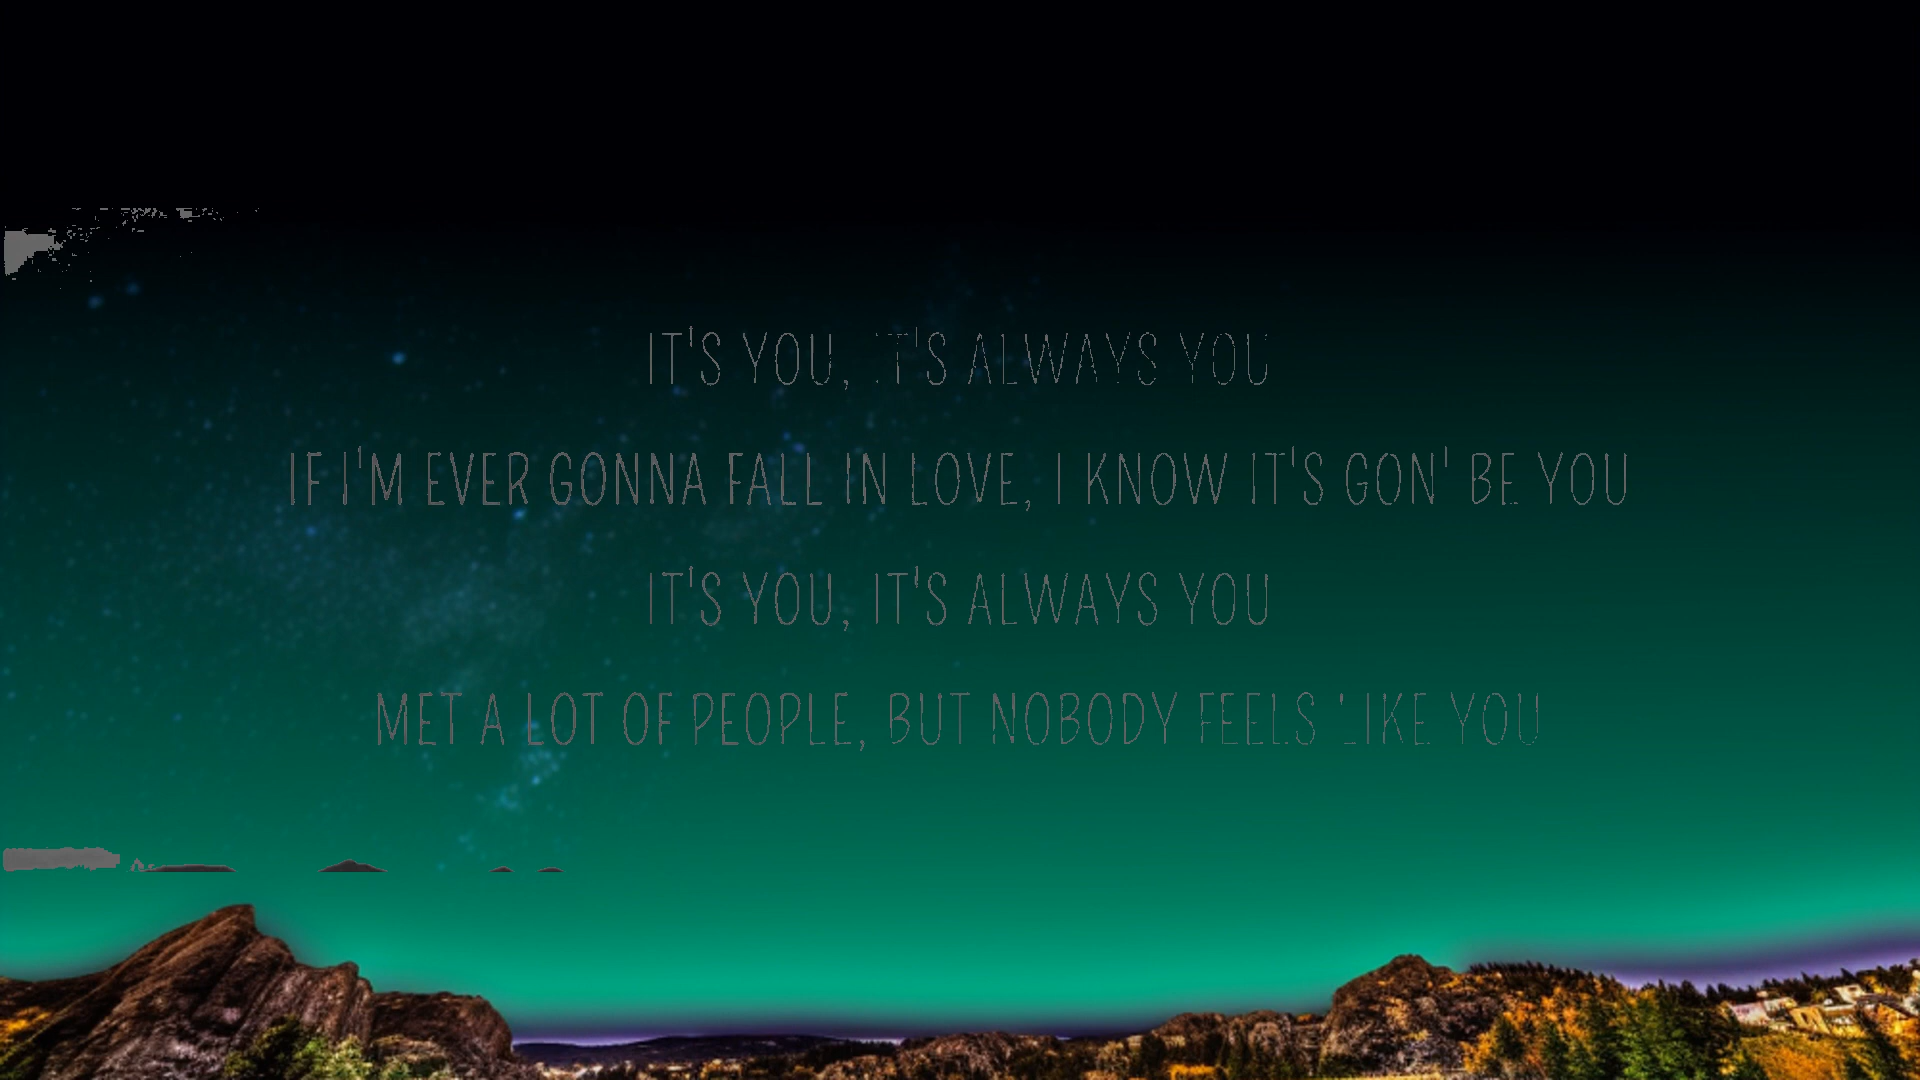 IT'S YOU, IT'S ALWAYS YOU
IF I'M EVER GONNA FALL IN LOVE, I KNOW IT'S GON' BE YOU
IT'S YOU, IT'S ALWAYS YOU
MET A LOT OF PEOPLE, BUT NOBODY FEELS LIKE YOU